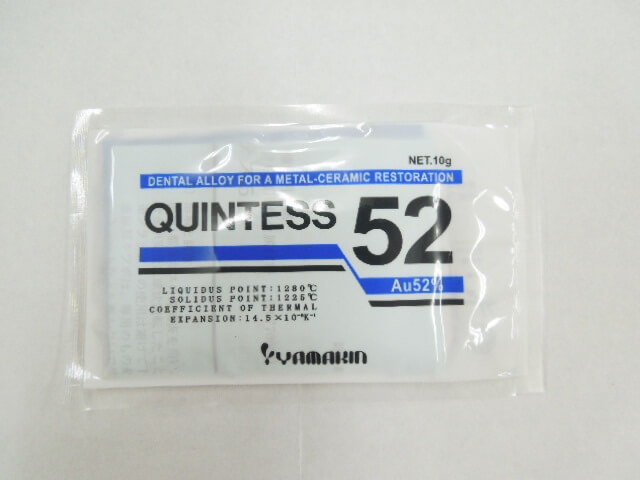 NET.10g
DENTAL ALLOY FOR A METAL-CERAMIC RESTORATION
QUINTESS 52
Au52%
LIQUIDUS POINT:1280℃
SOLIDUS POINT:1225℃
COEFFICIENT OF THERMAL
EXPANSION:14.5×10⁻⁶K⁻¹
YAMAKIN